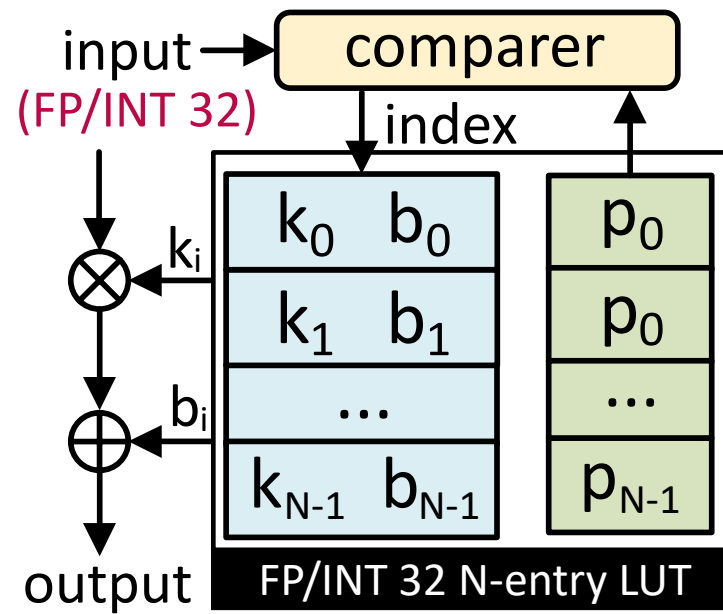 input
comparer
(FP/INT 32)
index
k0 b0
p0
ki
k1 b1
p0
... ...
bi
kN-1 bN-1
pN-1
output
FP/INT 32 N-entry LUT